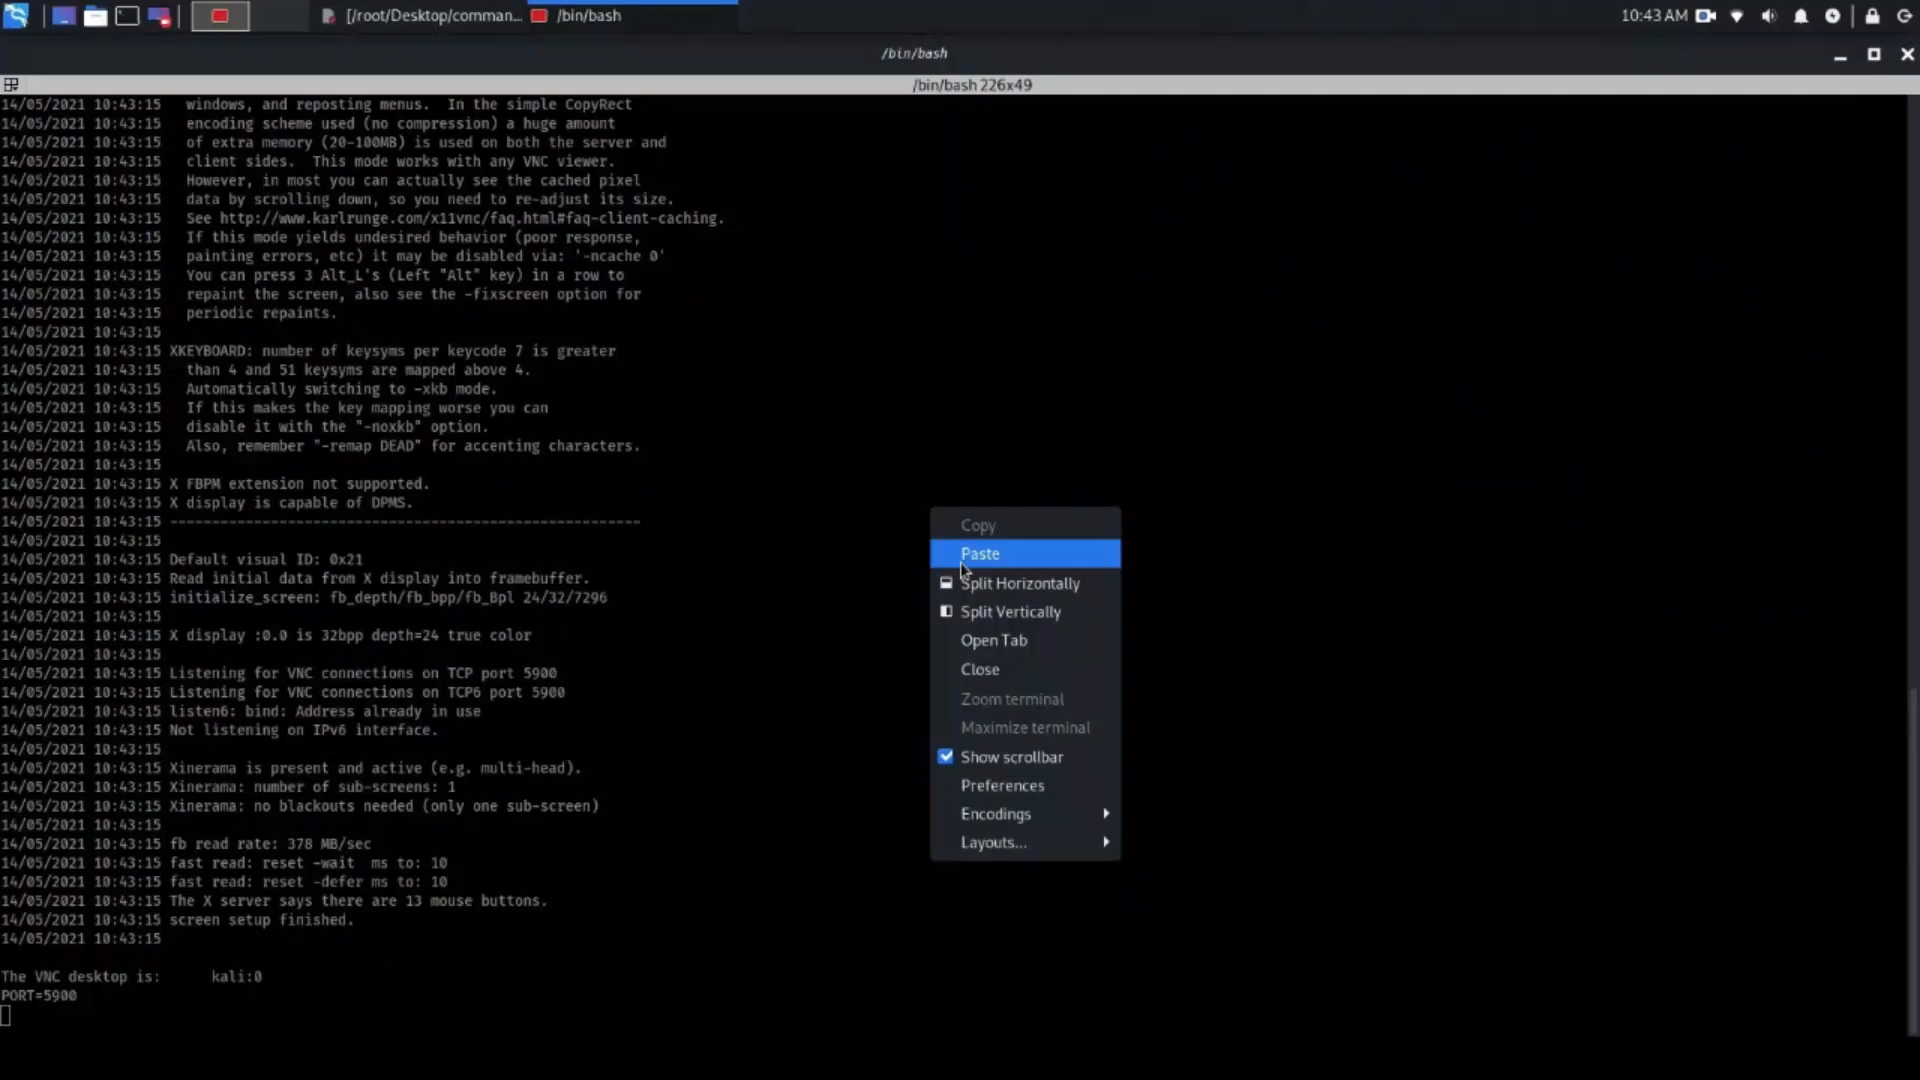 [/root/Desktop/comman...
/bin/bash
10:43 AM
/bin/bash
/bin/bash 226x49
14/05/2021 10:43:15   windows, and reposting menus.  In the simple CopyRect
14/05/2021 10:43:15   encoding scheme used (no compression) a huge amount
14/05/2021 10:43:15   of extra memory (20-100MB) is used on both the server and
14/05/2021 10:43:15   client sides.  This mode works with any VNC viewer.
14/05/2021 10:43:15   However, in most you can actually see the cached pixel
14/05/2021 10:43:15   data by scrolling down, so you need to re-adjust its size.
14/05/2021 10:43:15   See http://www.karlrunge.com/x11vnc/faq.html#faq-client-caching.
14/05/2021 10:43:15   If this mode yields undesired behavior (poor response,
14/05/2021 10:43:15   painting errors, etc) it may be disabled via: '-ncache 0'
14/05/2021 10:43:15   You can press 3 Alt_L's (Left "Alt" key) in a row to
14/05/2021 10:43:15   repaint the screen, also see the -fixscreen option for
14/05/2021 10:43:15   periodic repaints.
14/05/2021 10:43:15
14/05/2021 10:43:15 XKEYBOARD: number of keysyms per keycode 7 is greater
14/05/2021 10:43:15   than 4 and 51 keysyms are mapped above 4.
14/05/2021 10:43:15   Automatically switching to -xkb mode.
14/05/2021 10:43:15   If this makes the key mapping worse you can
14/05/2021 10:43:15   disable it with the "-noxkb" option.
14/05/2021 10:43:15   Also, remember "-remap DEAD" for accenting characters.
14/05/2021 10:43:15
14/05/2021 10:43:15 X FBPM extension not supported.
14/05/2021 10:43:15 X display is capable of DPMS.
14/05/2021 10:43:15 --------------------------------------------------------
14/05/2021 10:43:15
14/05/2021 10:43:15 Default visual ID: 0x21
14/05/2021 10:43:15 Read initial data from X display into framebuffer.
14/05/2021 10:43:15 initialize_screen: fb_depth/fb_bpp/fb_Bpl 24/32/7296
14/05/2021 10:43:15
14/05/2021 10:43:15 X display :0.0 is 32bpp depth=24 true color
14/05/2021 10:43:15
14/05/2021 10:43:15 Listening for VNC connections on TCP port 5900
14/05/2021 10:43:15 Listening for VNC connections on TCP6 port 5900
14/05/2021 10:43:15 listen6: bind: Address already in use
14/05/2021 10:43:15 Not listening on IPv6 interface.
14/05/2021 10:43:15
14/05/2021 10:43:15 Xinerama is present and active (e.g. multi-head).
14/05/2021 10:43:15 Xinerama: number of sub-screens: 1
14/05/2021 10:43:15 Xinerama: no blackouts needed (only one sub-screen)
14/05/2021 10:43:15
14/05/2021 10:43:15 fb read rate: 378 MB/sec
14/05/2021 10:43:15 fast read: reset -wait  ms to: 10
14/05/2021 10:43:15 fast read: reset -defer ms to: 10
14/05/2021 10:43:15 The X server says there are 13 mouse buttons.
14/05/2021 10:43:15 screen setup finished.
14/05/2021 10:43:15
The VNC desktop is:      kali:0
PORT=5900
Copy
Paste
Split Horizontally
Split Vertically
Open Tab
Close
Zoom terminal
Maximize terminal
Show scrollbar
Preferences
Encodings
Layouts...